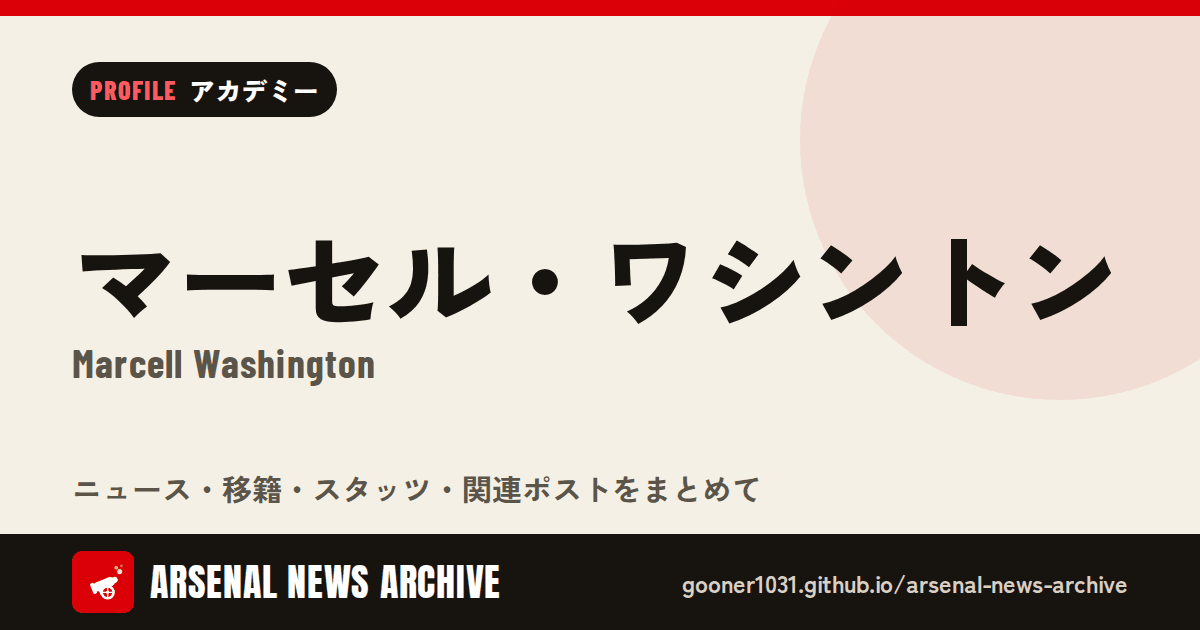 PROFILE アカデミー
マーセル・ワシントン
Marcell Washington
ニュース・移籍・スタッツ・関連ポストをまとめて
ARSENAL NEWS ARCHIVE
gooner1031.github.io/arsenal-news-archive